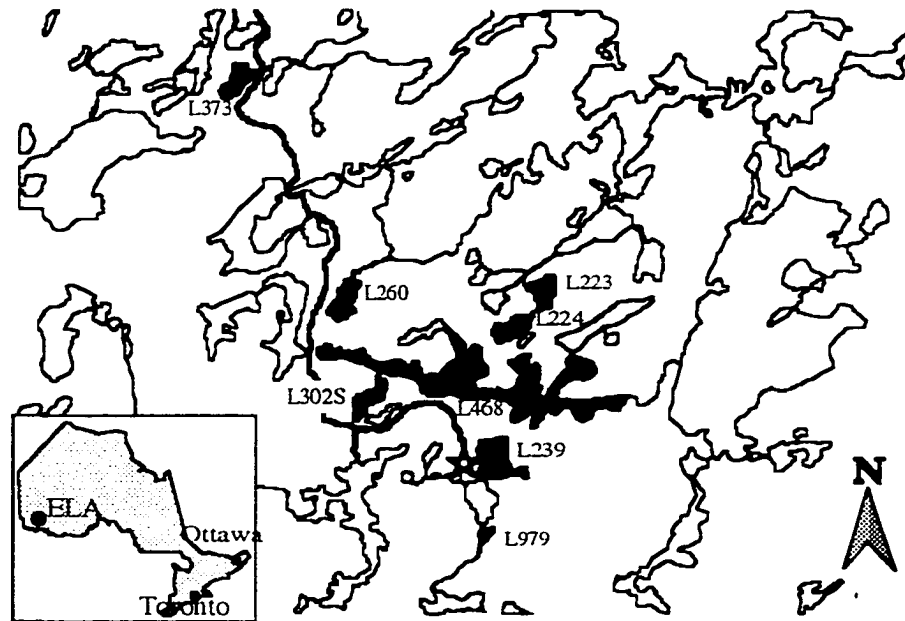 L373
L260
L223
L224
L302S
L468
L239
L979
N
ELA
Ottawa
Toronto